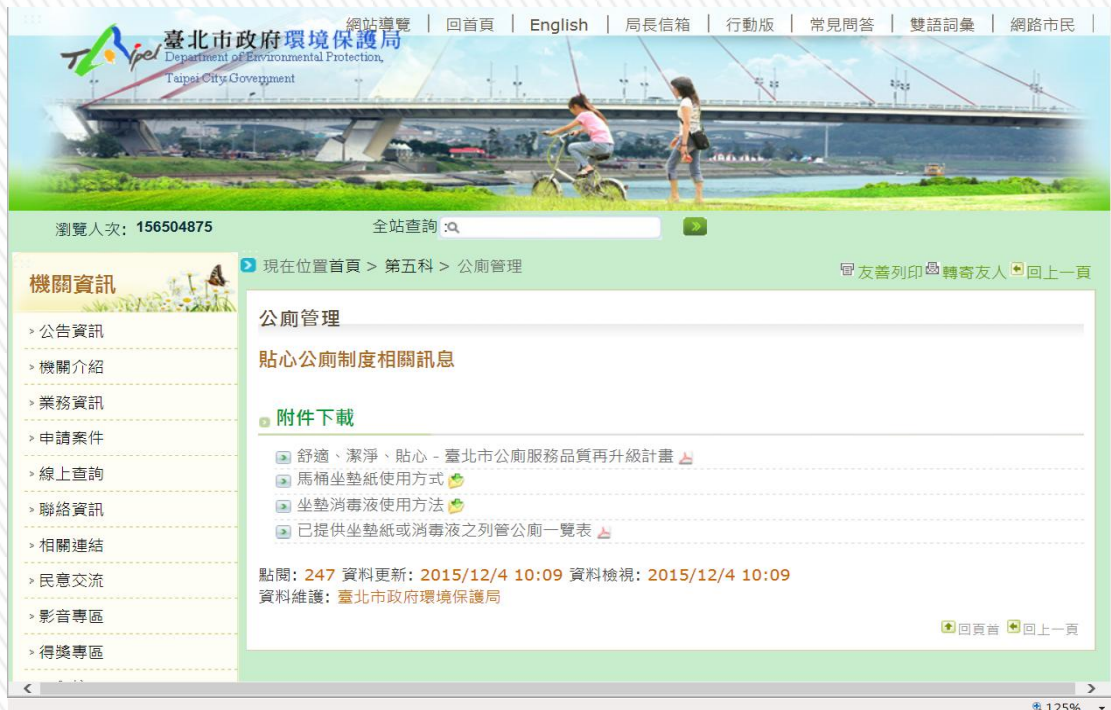 網站導覽 | 回首頁 | English | 局長信箱 | 行動版 | 常見問答 | 雙語詞彙 | 網路市民 |
Taipei
臺北市政府環境保護局
Department of Environmental Protection,
Taipei City Government
瀏覽人次: 156504875
全站查詢 :
現在位置首頁 > 第五科 > 公廁管理
友善列印 轉寄友人 回上一頁
機關資訊
公告資訊
機關介紹
業務資訊
申請案件
線上查詢
聯絡資訊
相關連結
民意交流
影音專區
得獎專區
公廁管理
貼心公廁制度相關訊息
附件下載
舒適、潔淨、貼心 - 臺北市公廁服務品質再升級計畫
馬桶坐墊紙使用方式
坐墊消毒液使用方法
已提供坐墊紙或消毒液之列管公廁一覽表
點閱: 247 資料更新: 2015/12/4 10:09 資料檢視: 2015/12/4 10:09
資料維護: 臺北市政府環境保護局
回頁首 回上一頁
125%